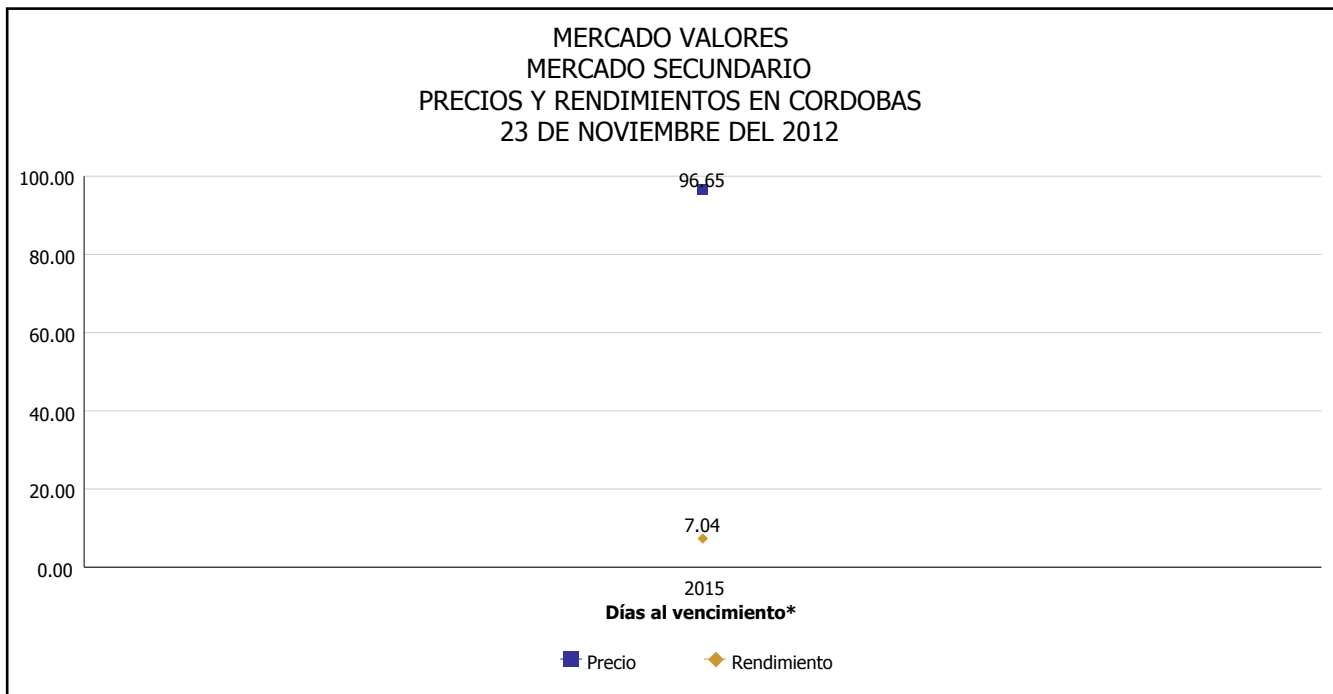 MERCADO VALORES
MERCADO SECUNDARIO
PRECIOS Y RENDIMIENTOS EN CORDOBAS
23 DE NOVIEMBRE DEL 2012
100.00
96.65
80.00
60.00
40.00
20.00
7.04
0.00
2015
Días al vencimiento*
Precio Rendimiento